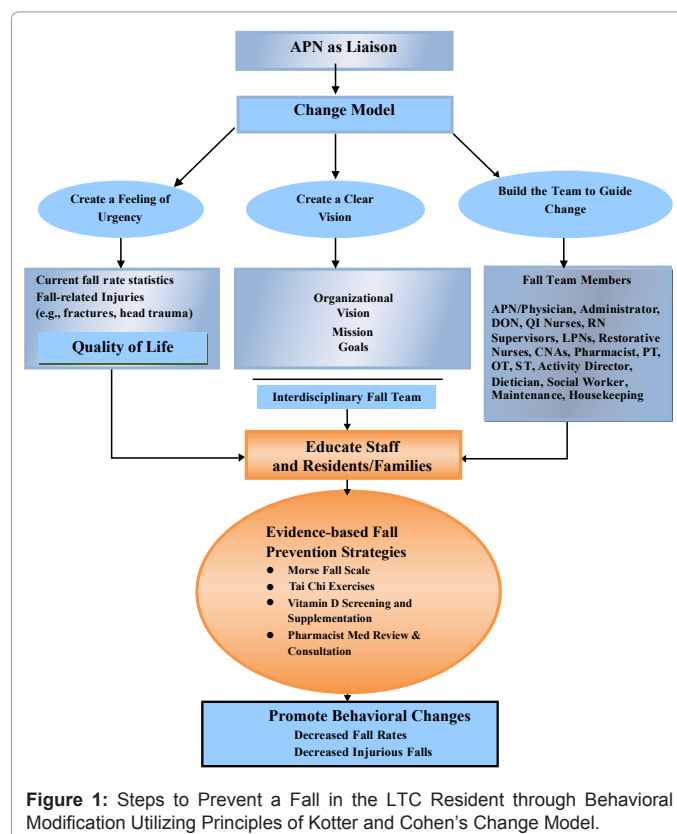 APN as Liaison
Change Model
Create a Feeling of
Urgency
Create a Clear
Vision
Build the Team to Guide
Change
Current fall rate statistics
Fall-related Injuries
(e.g., fractures, head trauma)
Quality of Life
Organizational
Vision
Mission
Goals
Interdisciplinary Fall Team
Fall Team Members
APN/Physician, Administrator,
DON, QI Nurses, RN
Supervisors, LPNs, Restorative
Nurses, CNAs, Pharmacist, PT,
OT, ST, Activity Director,
Dietician, Social Worker,
Maintenance, Housekeeping
Educate Staff
and Residents/Families
Evidence-based Fall
Prevention Strategies
● Morse Fall Scale
● Tai Chi Exercises
● Vitamin D Screening and
Supplementation
● Pharmacist Med Review &
Consultation
Promote Behavioral Changes
Decreased Fall Rates
Decreased Injurious Falls
Figure 1: Steps to Prevent a Fall in the LTC Resident through Behavioral
Modification Utilizing Principles of Kotter and Cohen's Change Model.